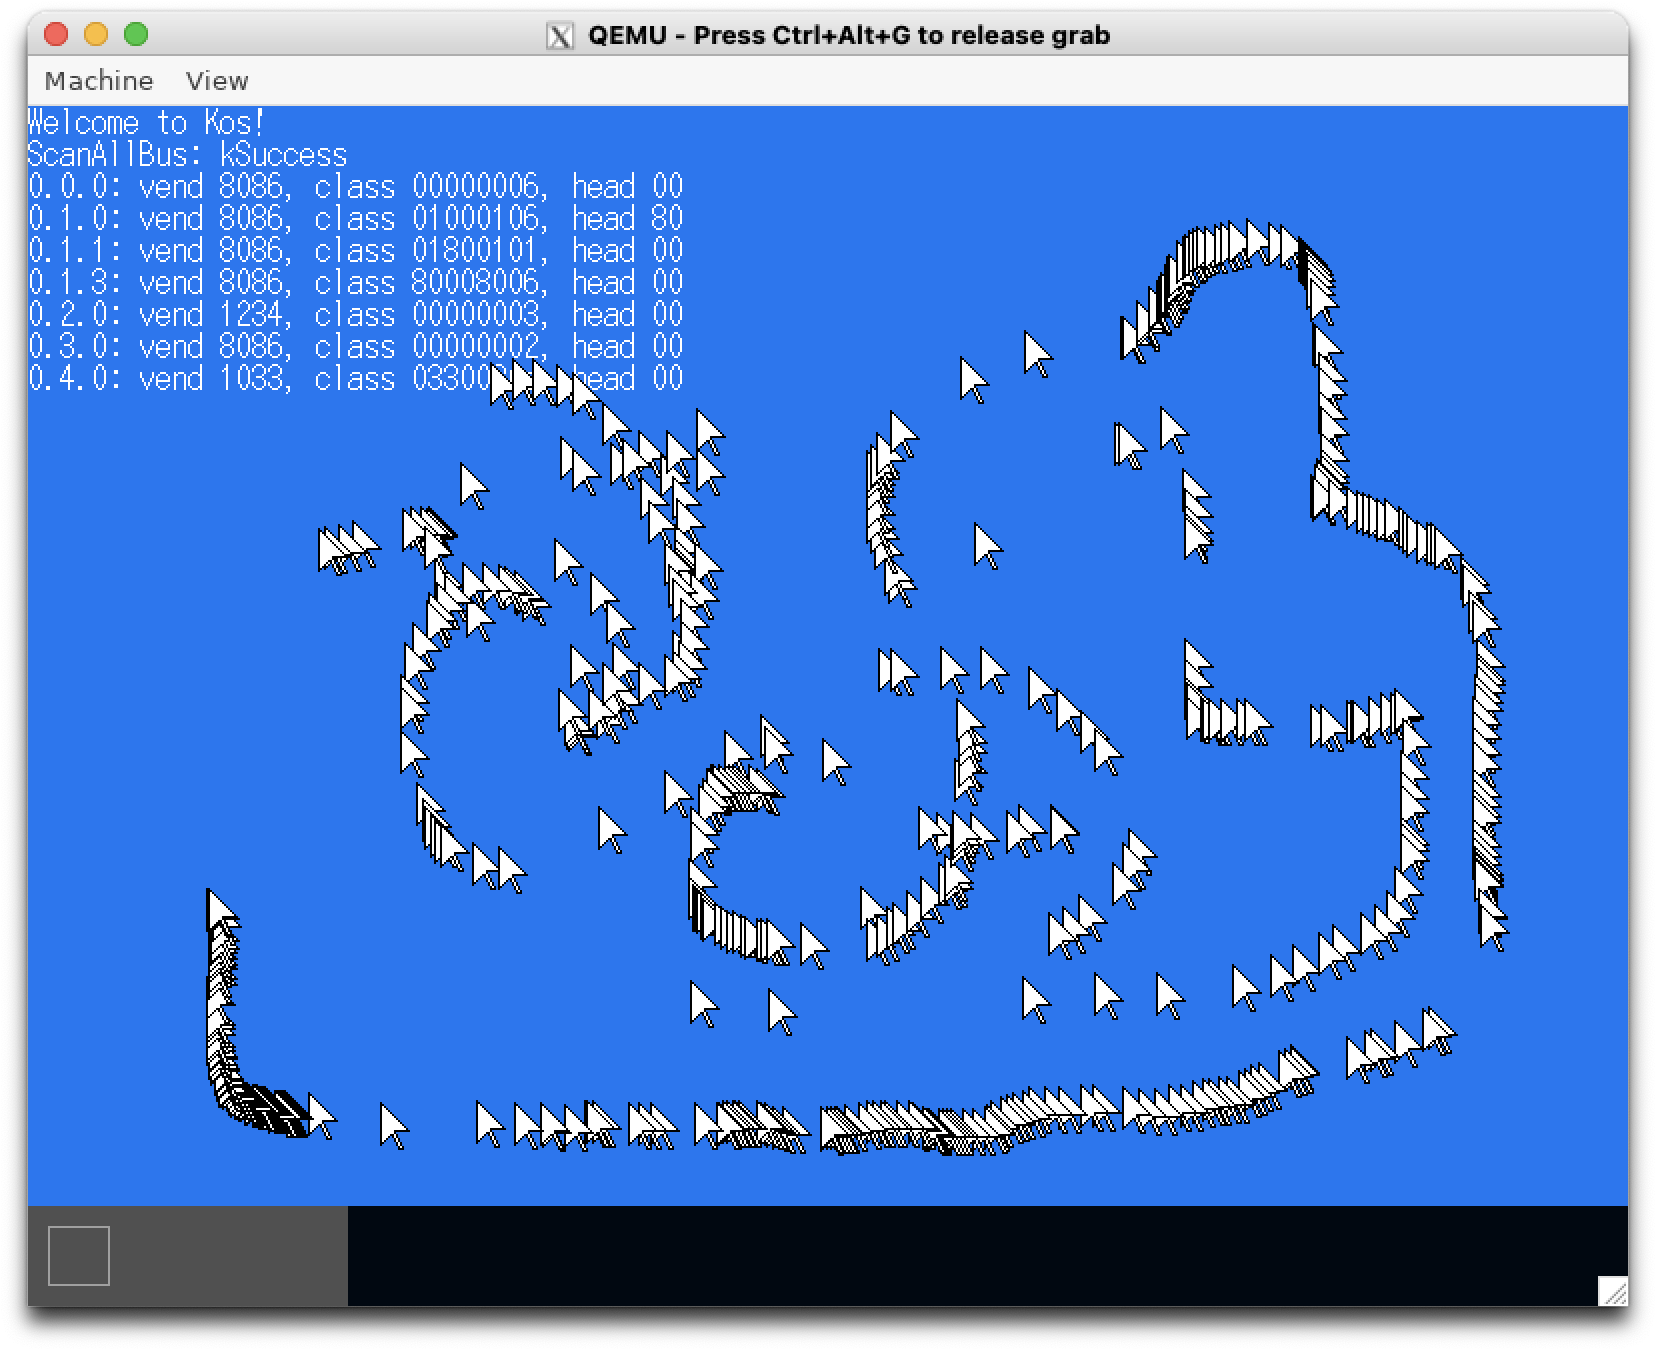 QEMU - Press Ctrl+Alt+G to release grab
Machine View
Welcome to Kos!
ScanAllBus: kSuccess
0.0.0: vend 8086, class 00000006, head 00
0.1.0: vend 8086, class 01000106, head 80
0.1.1: vend 8086, class 01800101, head 00
0.1.3: vend 8086, class 80008006, head 00
0.2.0: vend 1234, class 00000003, head 00
0.3.0: vend 8086, class 00000002, head 00
0.4.0: vend 1033, class head 00